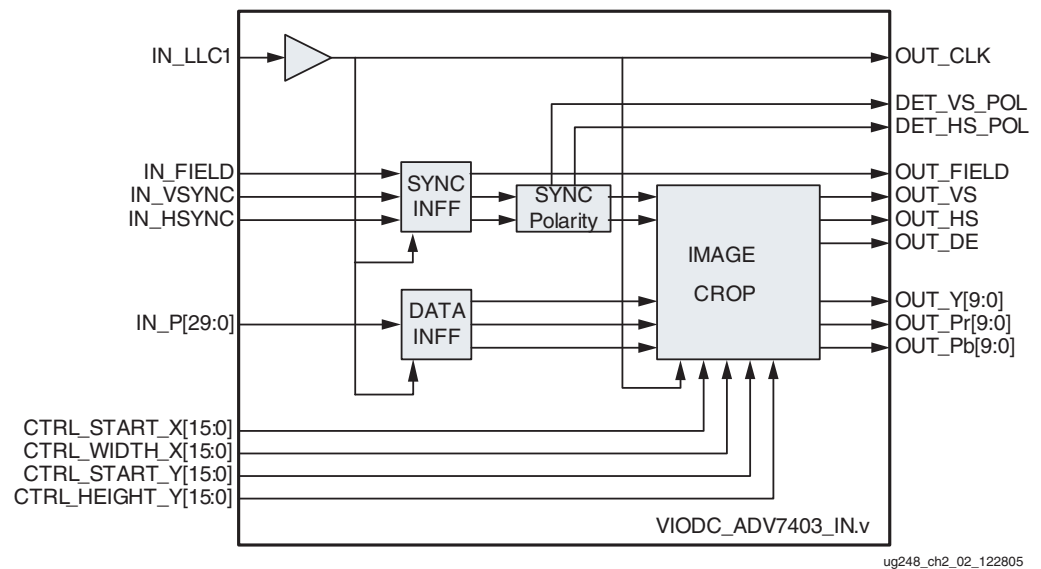 IN_LLC1
OUT_CLK
DET_VS_POL
DET_HS_POL
IN_FIELD
IN_VSYNC
IN_HSYNC
SYNC
INFF
SYNC
Polarity
OUT_FIELD
OUT_VS
OUT_HS
OUT_DE
IMAGE
CROP
IN_P[29:0]
DATA
INFF
OUT_Y[9:0]
OUT_Pr[9:0]
OUT_Pb[9:0]
CTRL_START_X[15:0]
CTRL_WIDTH_X[15:0]
CTRL_START_Y[15:0]
CTRL_HEIGHT_Y[15:0]
VIODC_ADV7403_IN.v
ug248_ch2_02_122805